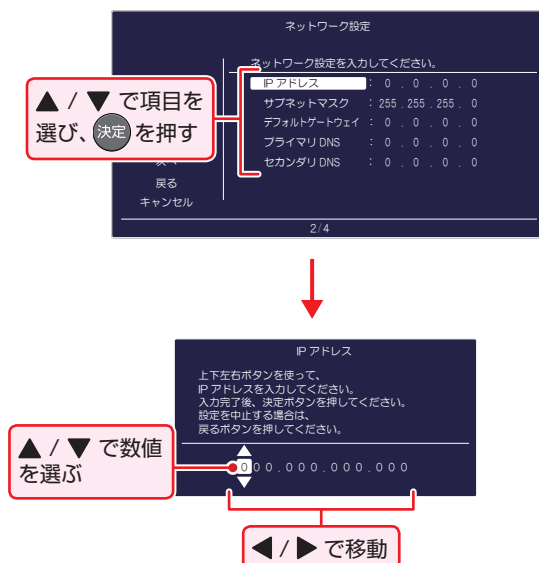 ネットワーク設定
ネットワーク設定を入力してください。
IP アドレス : 0 . 0 . 0 . 0
サブネットマスク : 255 . 255 . 255 . 0
デフォルトゲートウェイ : 0 . 0 . 0 . 0
プライマリ DNS : 0 . 0 . 0 . 0
セカンダリ DNS : 0 . 0 . 0 . 0
▲ / ▼ で項目を
選び、決定を押す
戻る
キャンセル
2/4
IP アドレス
上下左右ボタンを使って、
IP アドレスを入力してください。
入力完了後、決定ボタンを押してください。
設定を中止する場合は、
戻るボタンを押してください。
▲ / ▼ で数値
を選ぶ
000.000.000.000
◀ / ▶ で移動